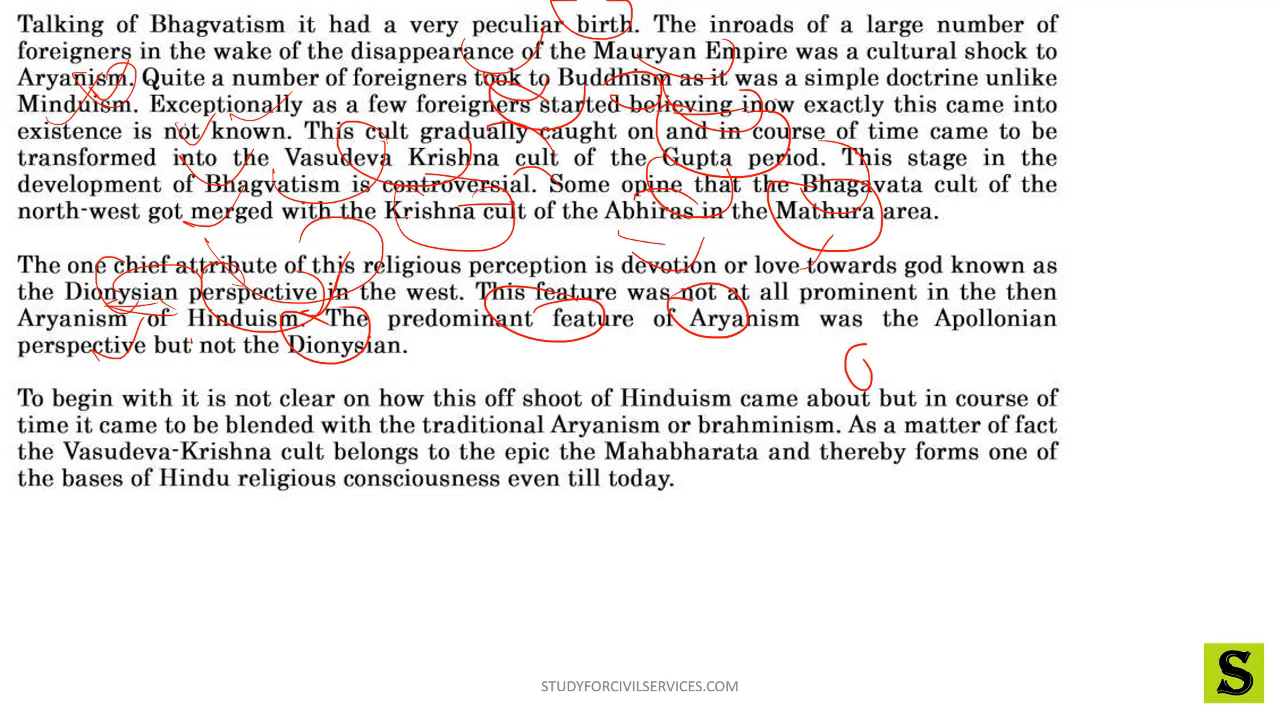 Talking of Bhagvatism it had a very peculiar birth. The inroads of a large number of
foreigners in the wake of the disappearance of the Mauryan Empire was a cultural shock to
Aryanism. Quite a number of foreigners took to Buddhism as it was a simple doctrine unlike
Minduism. Exceptionally as a few foreigners started believing inow exactly this came into
existence is not known. This cult gradually caught on and in course of time came to be
transformed into the Vasudeva Krishna cult of the Gupta period. This stage in the
development of Bhagvatism is controversial. Some opine that the Bhagavata cult of the
north-west got merged with the Krishna cult of the Abhiras in the Mathura area.
The one chief attribute of this religious perception is devotion or love towards god known as
the Dionysian perspective in the west. This feature was not at all prominent in the then
Aryanism of Hinduism. The predominant feature of Aryanism was the Apollonian
perspective but not the Dionysian.
To begin with it is not clear on how this off shoot of Hinduism came about but in course of
time it came to be blended with the traditional Aryanism or brahminism. As a matter of fact
the Vasudeva-Krishna cult belongs to the epic the Mahabharata and thereby forms one of
the bases of Hindu religious consciousness even till today.
STUDYFORCIVILSERVICES.COM
S